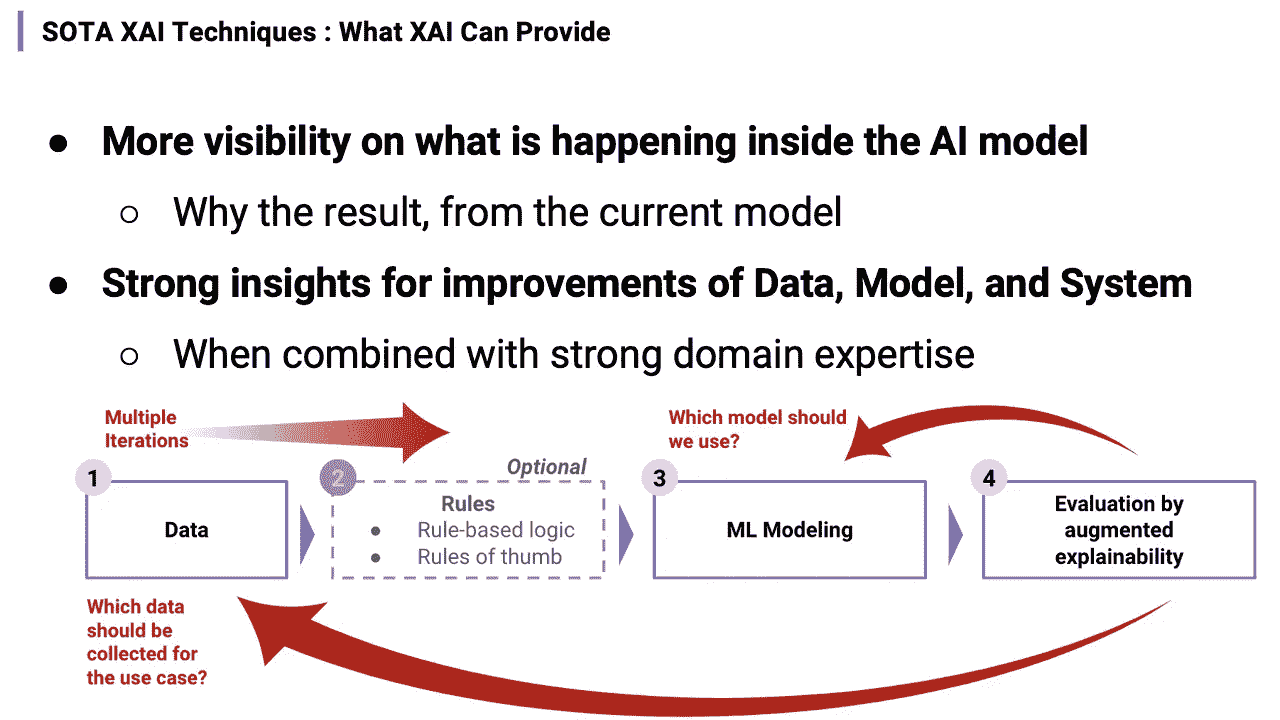 SOTA XAI Techniques : What XAI Can Provide
● More visibility on what is happening inside the AI model
○ Why the result, from the current model
● Strong insights for improvements of Data, Model, and System
○ When combined with strong domain expertise
Multiple
Iterations
Which model should
we use?
Optional
1
Data
2
Rules
● Rule-based logic
● Rules of thumb
3
ML Modeling
4
Evaluation by
augmented
explainability
Which data
should be
collected for
the use case?